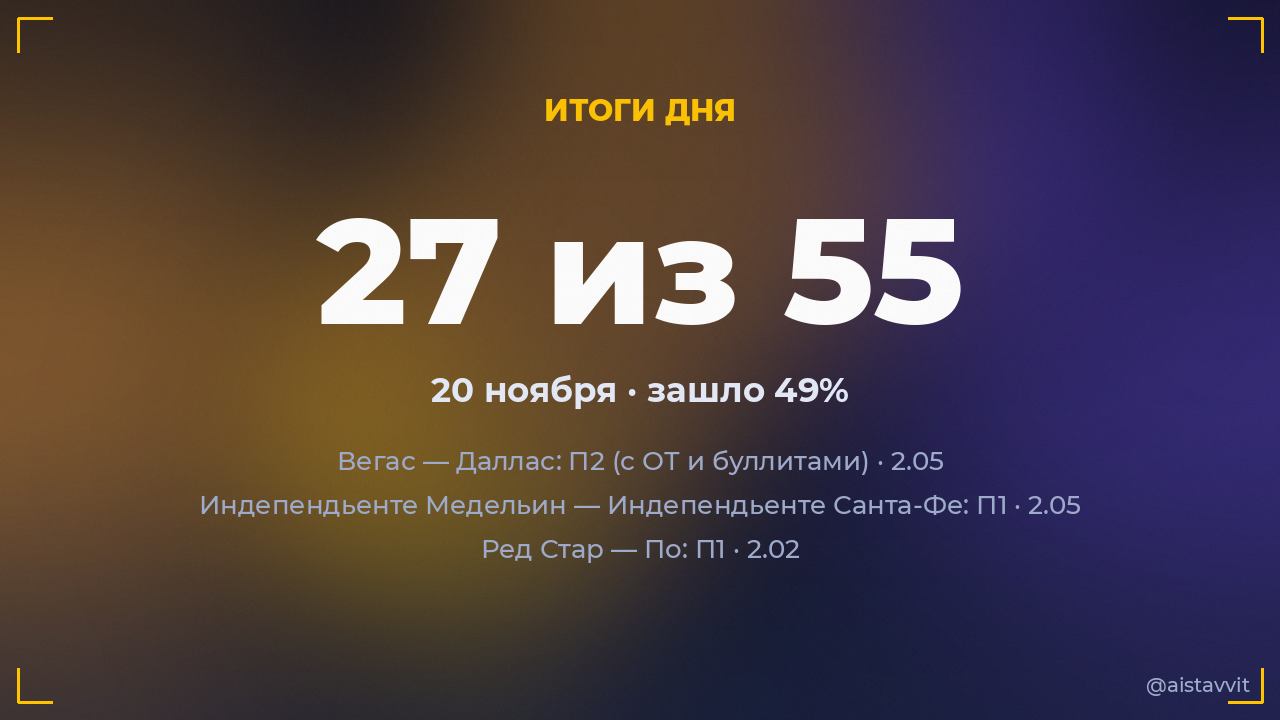 ИТОГИ ДНЯ
27 из 55
20 ноября · зашло 49%
Вегас — Даллас: П2 (с ОТ и буллитами) · 2.05
Индепендьенте Медельин — Индепендьенте Санта-Фе: П1 · 2.05
Ред Стар — По: П1 · 2.02
@aistavvit